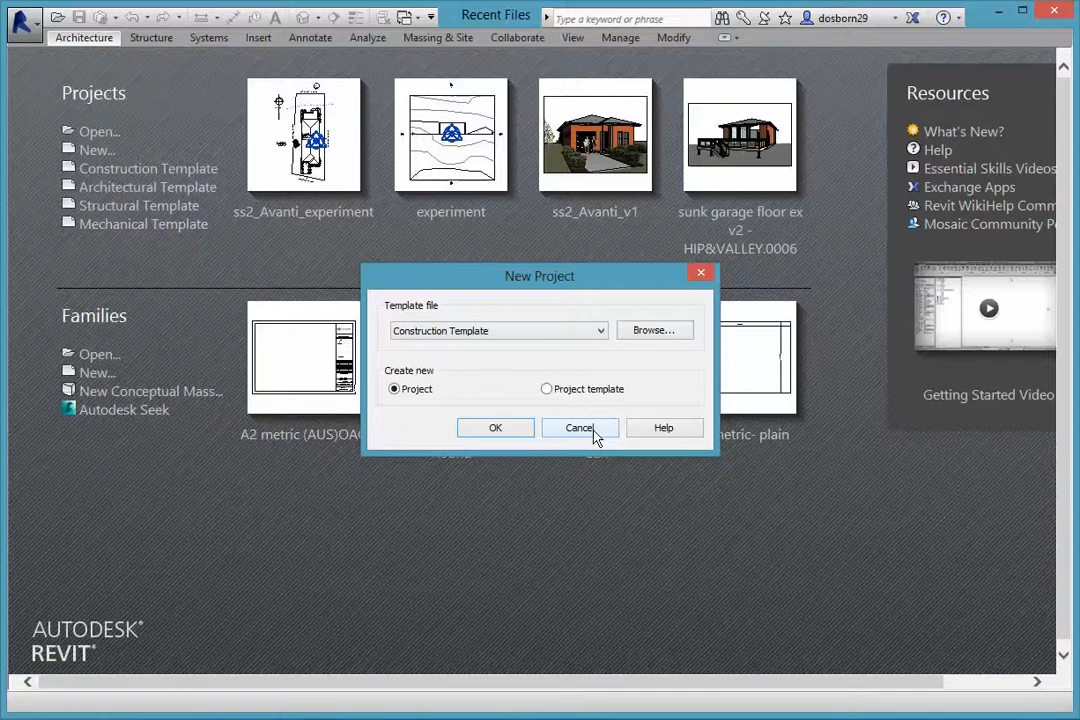 Recent Files
Type a keyword or phrase
dosborn29
Architecture
Structure
Systems
Insert
Annotate
Analyze
Massing & Site
Collaborate
View
Manage
Modify
Projects
Open...
New...
Construction Template
Architectural Template
Structural Template
Mechanical Template
ss2_Avanti_experiment
experiment
ss2_Avanti_v1
sunk garage floor ex
v2 -
HIP&VALLEY.0006
Resources
What's New?
Help
Essential Skills Videos
Exchange Apps
Revit WikiHelp Comm
Mosaic Community P
Getting Started Video
New Project
Template file
Construction Template
Browse...
Create new
Project
Project template
OK
Cancel
Help
Families
Open...
New...
New Conceptual Mass...
Autodesk Seek
A2 metric (AUS)OA
etric- plain
AUTODESK®
REVIT®